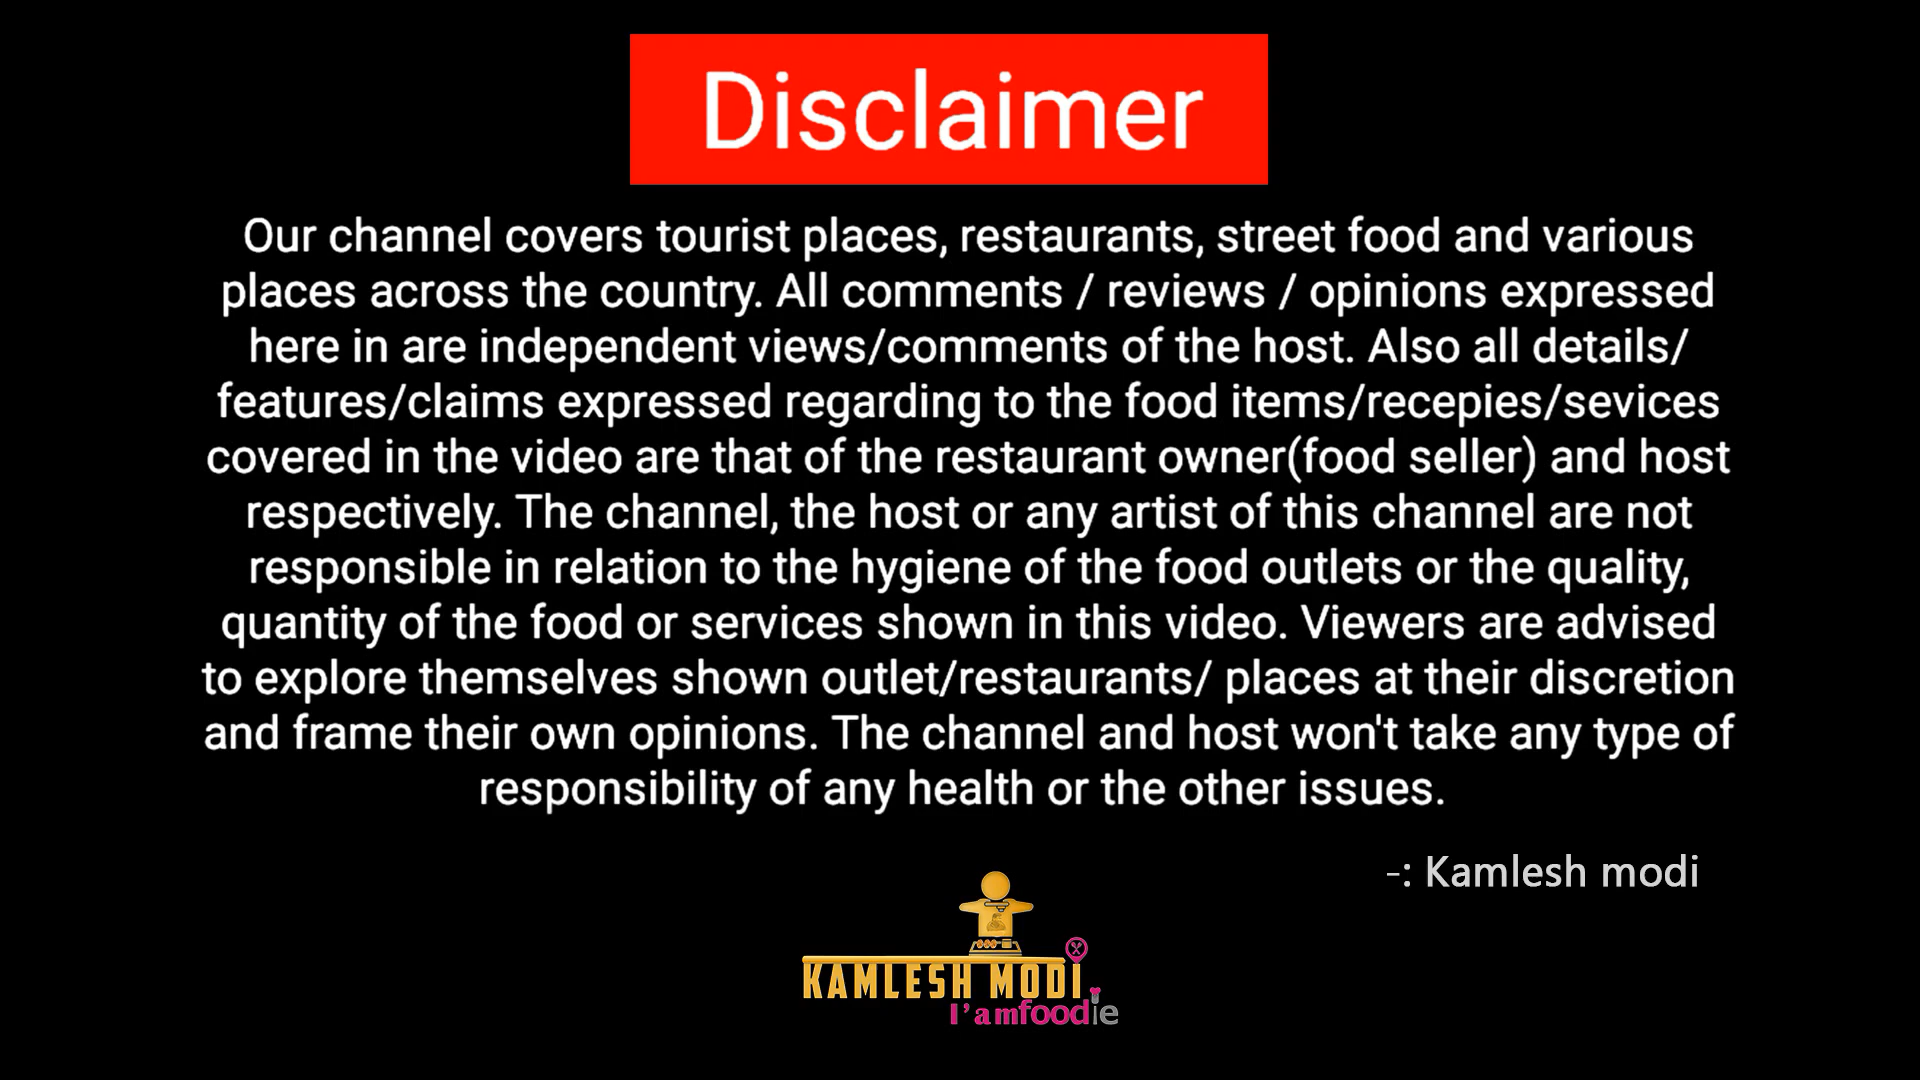 Disclaimer
Our channel covers tourist places, restaurants, street food and various
places across the country. All comments / reviews / opinions expressed
here in are independent views/comments of the host. Also all details/
features/claims expressed regarding to the food items/recepies/sevices
covered in the video are that of the restaurant owner(food seller) and host
respectively. The channel, the host or any artist of this channel are not
responsible in relation to the hygiene of the food outlets or the quality,
quantity of the food or services shown in this video. Viewers are advised
to explore themselves shown outlet/restaurants/ places at their discretion
and frame their own opinions. The channel and host won't take any type of
responsibility of any health or the other issues.
-: Kamlesh modi
KAMLESH MODI
I'amfoodie